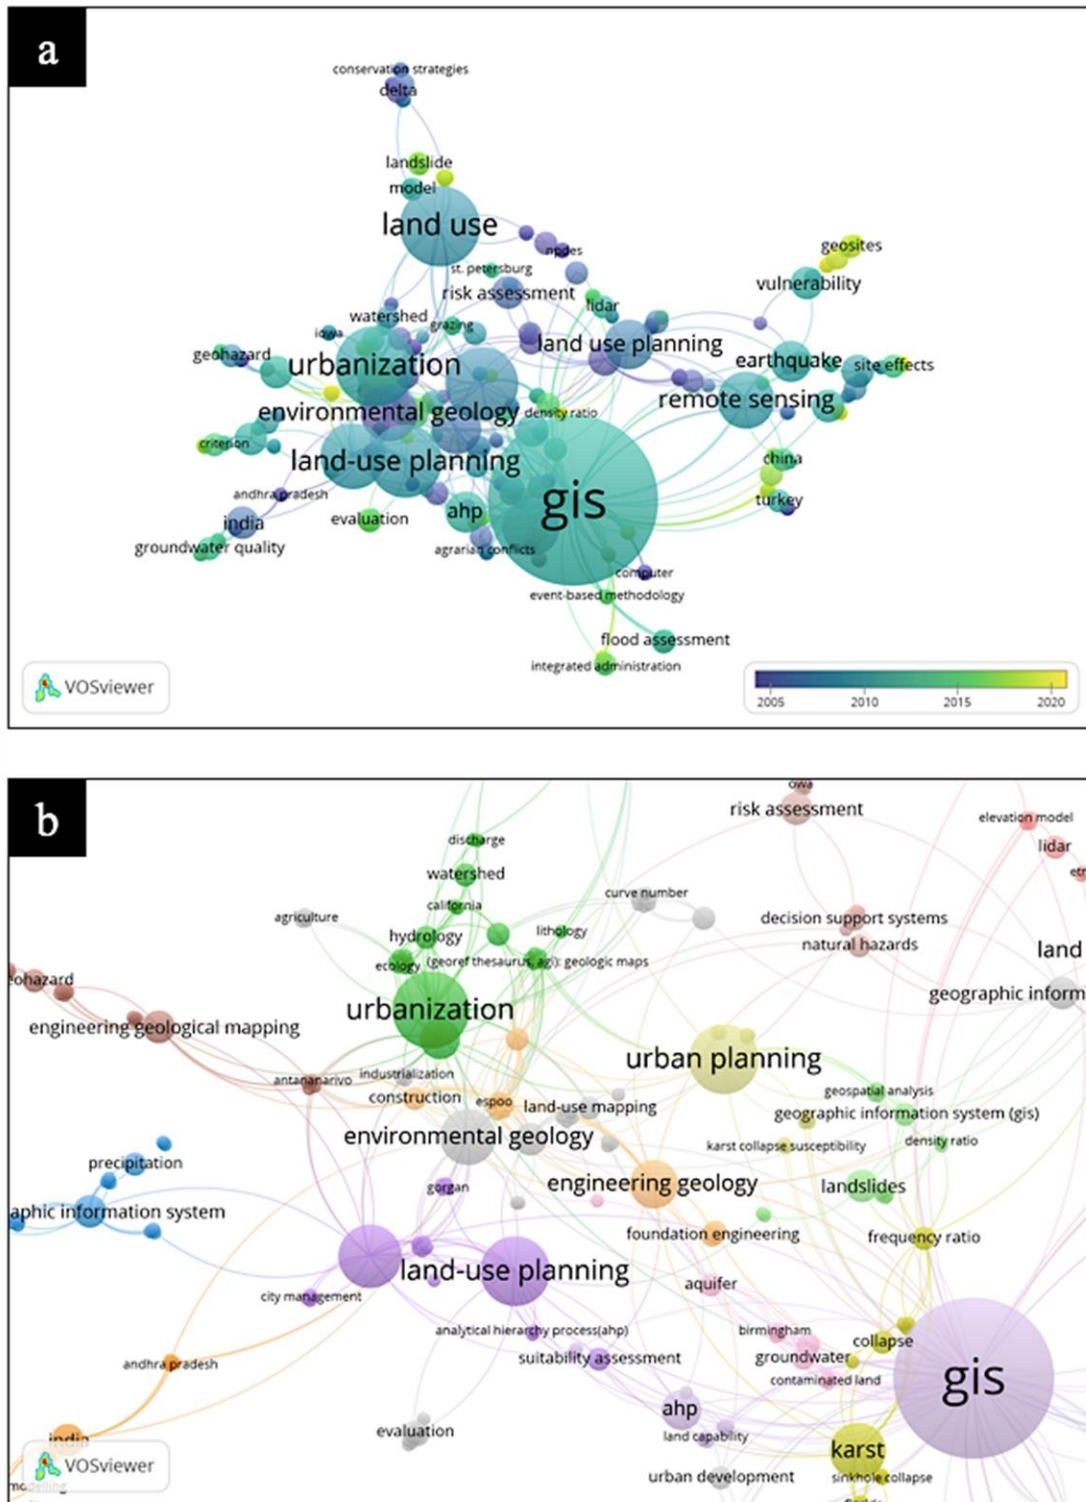 a
conservation strategies
delta
landslide
model
land use
npdes
geosites
st. petersburg
vulnerability
risk assessment
lidar
watershed
grazing
iowa
land use planning
geohazard
urbanization
earthquake
site effects
remote sensing
environmental geology
density ratio
criterion
land-use planning
china
andhra pradesh
gis
turkey
india
evaluation
ahp
groundwater quality
agrarian conflicts
computer
event-based methodology
flood assessment
integrated administration
VOSviewer
2005
2010
2015
2020
b
owa
risk assessment
elevation model
discharge
lidar
watershed
curve number
california
agriculture
decision support systems
lithology
hydrology
natural hazards
land
ecology
(georef thesaurus, agi): geologic maps
eohazard
geographic inform
urbanization
engineering geological mapping
urban planning
industrialization
antananarivo
geospatial analysis
construction
espoo
land-use mapping
geographic information system (gis)
environmental geology
karst collapse susceptibility
density ratio
precipitation
engineering geology
gorgan
landslides
aphic information system
foundation engineering
frequency ratio
land-use planning
aquifer
city management
analytical hierarchy process(ahp)
birmingham
collapse
suitability assessment
groundwater
andhra pradesh
contaminated land
gis
ahp
evaluation
land capability
india
karst
VOSviewer
urban development
sinkhole collapse
modelling